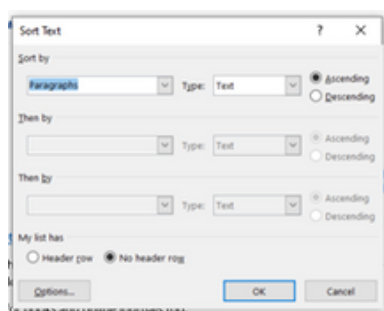 Sort Text ? ×
Sort by
Paragraphs Type: Text Ascending
Descending
Then by
Type: Text Ascending
Descending
Then by
Type: Text Ascending
Descending
My list has
Header row No header row
Options... OK Cancel